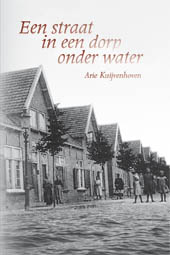 Een straat
in een dorp
onder water
Arie Kuijvenhoven